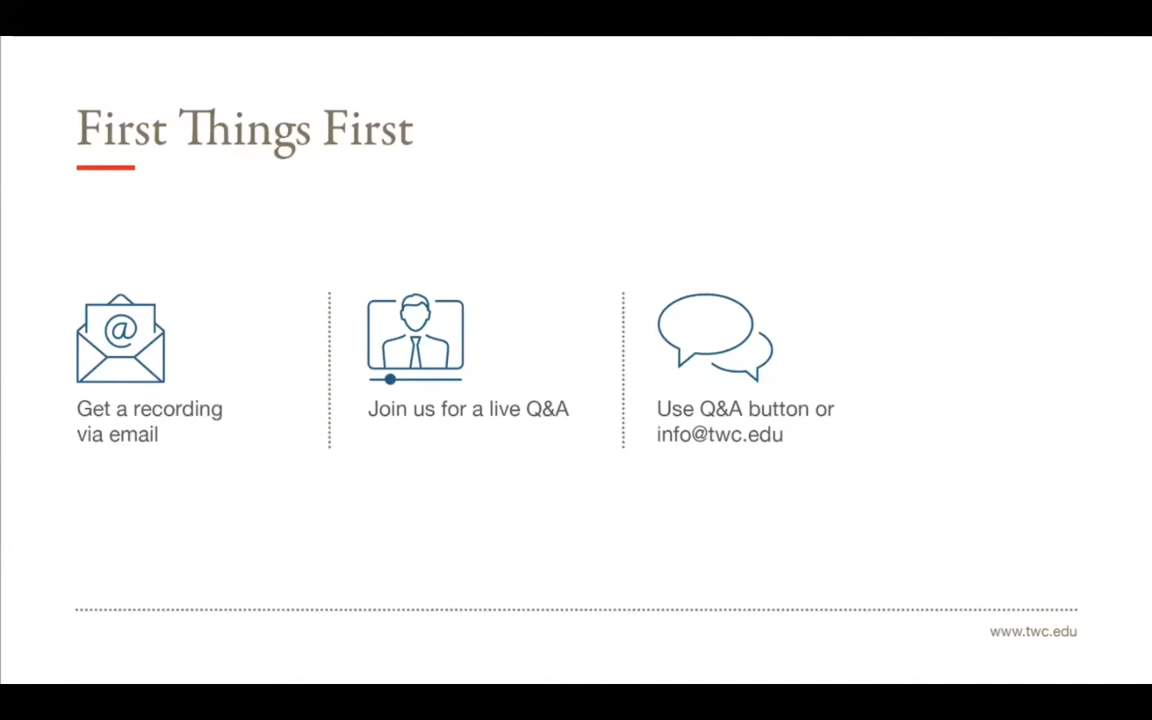 First Things First
@
Get a recording
via email
Join us for a live Q&A
Use Q&A button or
info@twc.edu
www.twc.edu